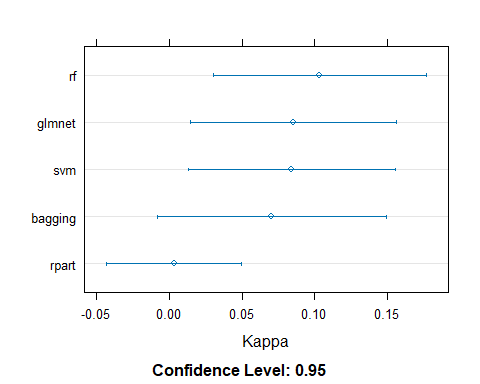 rf
glmnet
svm
bagging
rpart
-0.05 0.00 0.05 0.10 0.15
Kappa
Confidence Level: 0.95